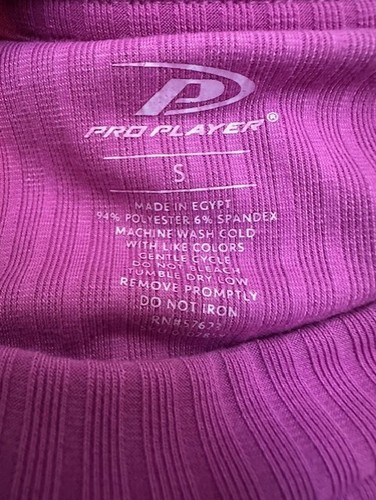 PRO PLAYER®
S
MADE IN EGYPT
94% POLYESTER 6% SPANDEX
MACHINE WASH COLD
WITH LIKE COLORS
GENTLE CYCLE
DO NOT BLEACH
TUMBLE DRY LOW
REMOVE PROMPTLY
DO NOT IRON